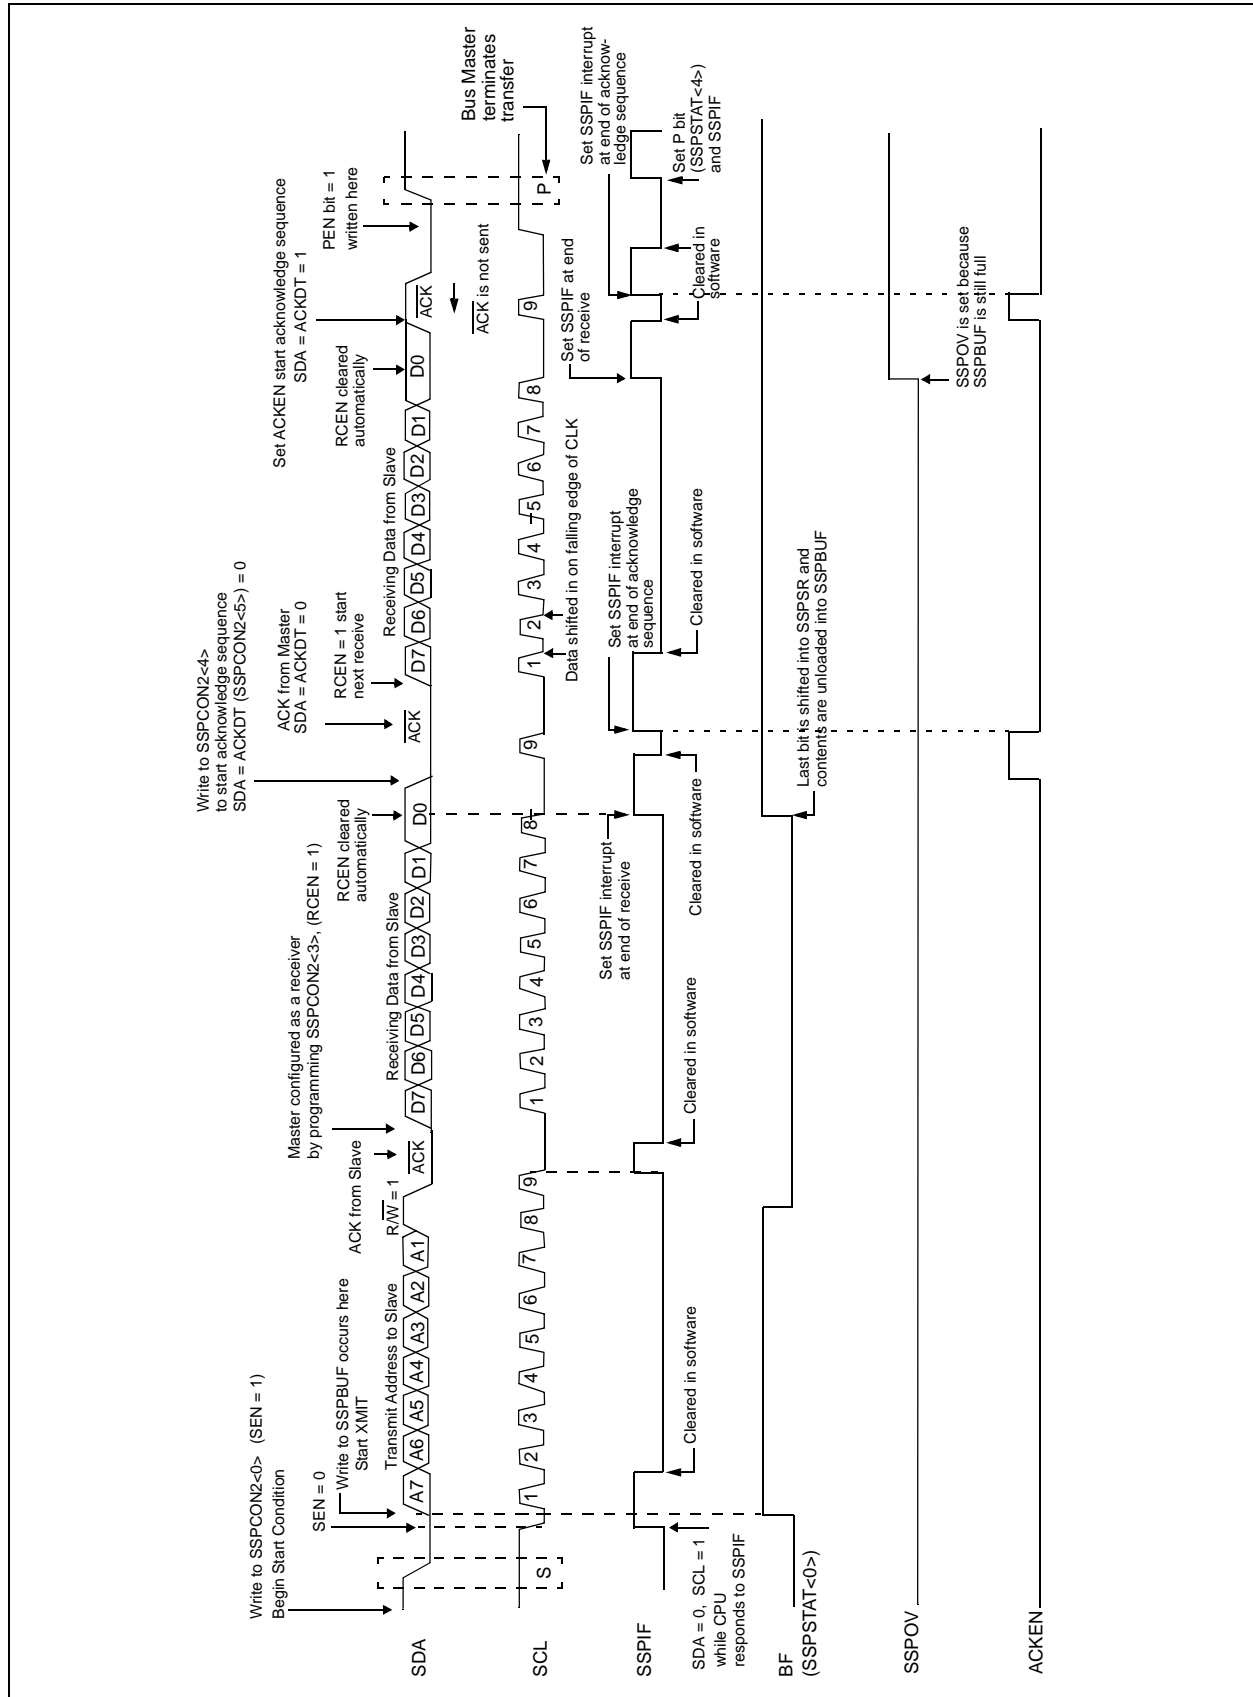 Write to SSPCON2<0> (SEN = 1)
Begin Start Condition
SEN = 0
Write to SSPBUF occurs here
Start XMIT
ACK from Slave
Master configured as a receiver
by programming SSPCON2<3>, (RCEN = 1)
RCEN cleared
automatically
Write to SSPCON2<4>
to start acknowledge sequence
SDA = ACKDT (SSPCON2<5>) = 0
ACK from Master
SDA = ACKDT = 0
RCEN = 1 start
next receive
RCEN cleared
automatically
Set ACKEN start acknowledge sequence
SDA = ACKDT = 1
PEN bit = 1
written here
Transmit Address to Slave
R/W = 1
Receiving Data from Slave
Receiving Data from Slave
SDA
A7 A6 A5 A4 A3 A2 A1
ACK
D7 D6 D5 D4 D3 D2 D1 D0
ACK
D7 D6 D5 D4 D3 D2 D1 D0
ACK
ACK is not sent
Bus Master
terminates
transfer
SCL
S
1 2 3 4 5 6 7 8 9
1 2 3 4 5 6 7 8
9
1 2 3 4 5 6 7 8
9
P
Data shifted in on falling edge of CLK
Set SSPIF interrupt
at end of receive
Set SSPIF interrupt
at end of acknowledge
sequence
Set SSPIF at end
of receive
Set SSPIF interrupt
at end of acknow-
ledge sequence
SSPIF
SDA = 0, SCL = 1
while CPU
responds to SSPIF
Cleared in software
Cleared in software
Cleared in software
Cleared in software
Cleared in
software
Set P bit
(SSPSTAT<4>)
and SSPIF
BF
(SSPSTAT<0>)
Last bit is shifted into SSPSR and
contents are unloaded into SSPBUF
SSPOV
SSPOV is set because
SSPBUF is still full
ACKEN